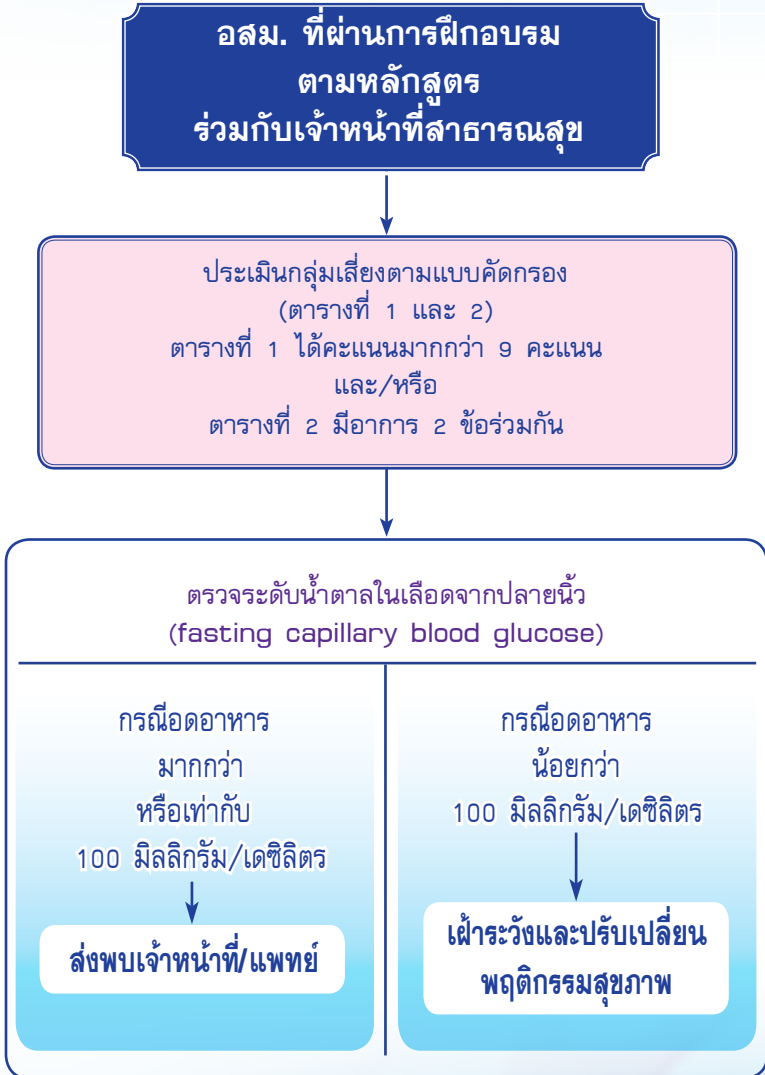 อสม. ที่ผ่านการฝึกอบรม
ตามหลักสูตร
ร่วมกับเจ้าหน้าที่สาธารณสุข
ประเมินกลุ่มเสี่ยงตามแบบคัดกรอง
(ตารางที่ 1 และ 2)
ตารางที่ 1 ได้คะแนนมากกว่า 9 คะแนน
และ/หรือ
ตารางที่ 2 มีอาการ 2 ข้อร่วมกัน
ตรวจระดับน้ำตาลในเลือดจากปลายนิ้ว
(fasting capillary blood glucose)
กรณีอดอาหาร
มากกว่า
หรือเท่ากับ
100 มิลลิกรัม/เดซิลิตร
ส่งพบเจ้าหน้าที่/แพทย์
กรณีอดอาหาร
น้อยกว่า
100 มิลลิกรัม/เดซิลิตร
เฝ้าระวังและปรับเปลี่ยน
พฤติกรรมสุขภาพ